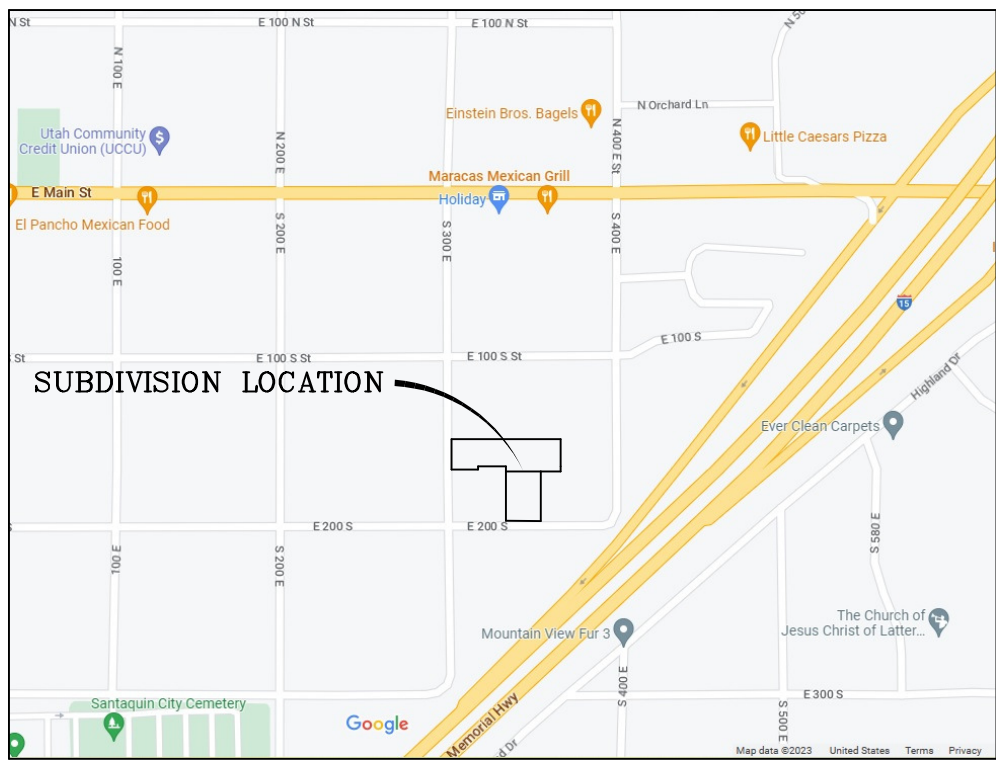 N St
E 100 N St
E 100 N St
N 50
N 100 E
N Orchard Ln
Einstein Bros. Bagels
N 400 E St
Utah Community
Credit Union (UCCU)
N 200 E
Little Caesars Pizza
Maracas Mexican Grill
E Main St
Holiday
El Pancho Mexican Food
S 200 E
S 300 E
S 400 E
100 E
15
E 100 S
St
E 100 S St
E 100 S St
Highland Dr
SUBDIVISION LOCATION
Ever Clean Carpets
E 200 S
E 200 S
S 580 E
100 E
S 200 E
The Church of
Jesus Christ of Latter...
Mountain View Fur 3
S 400 E
E 300 S
Santaquin City Cemetery
S 500 E
Memorial Hwy
d Dr
Google
Map data ©2023 United States Terms Privacy